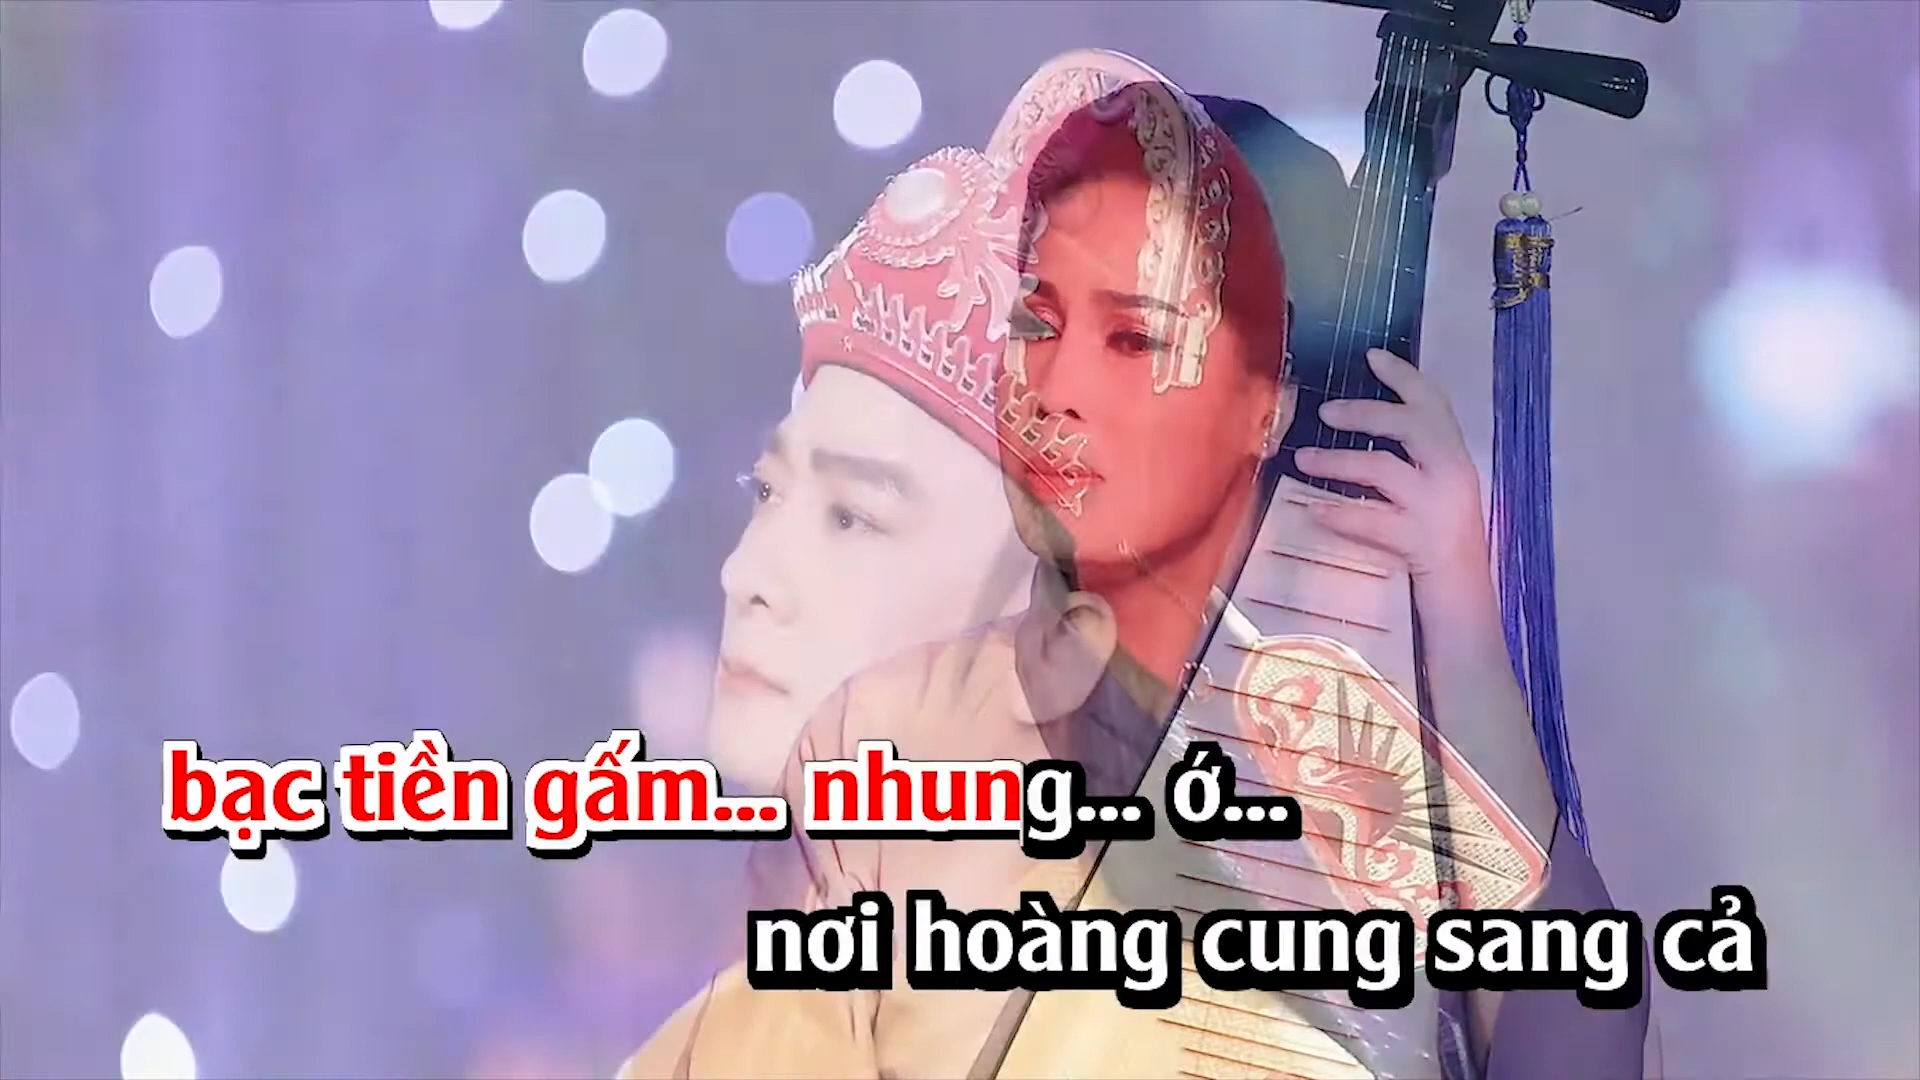 bạc tiền gấm... nhung... ớ...
nơi hoàng cung sang cả